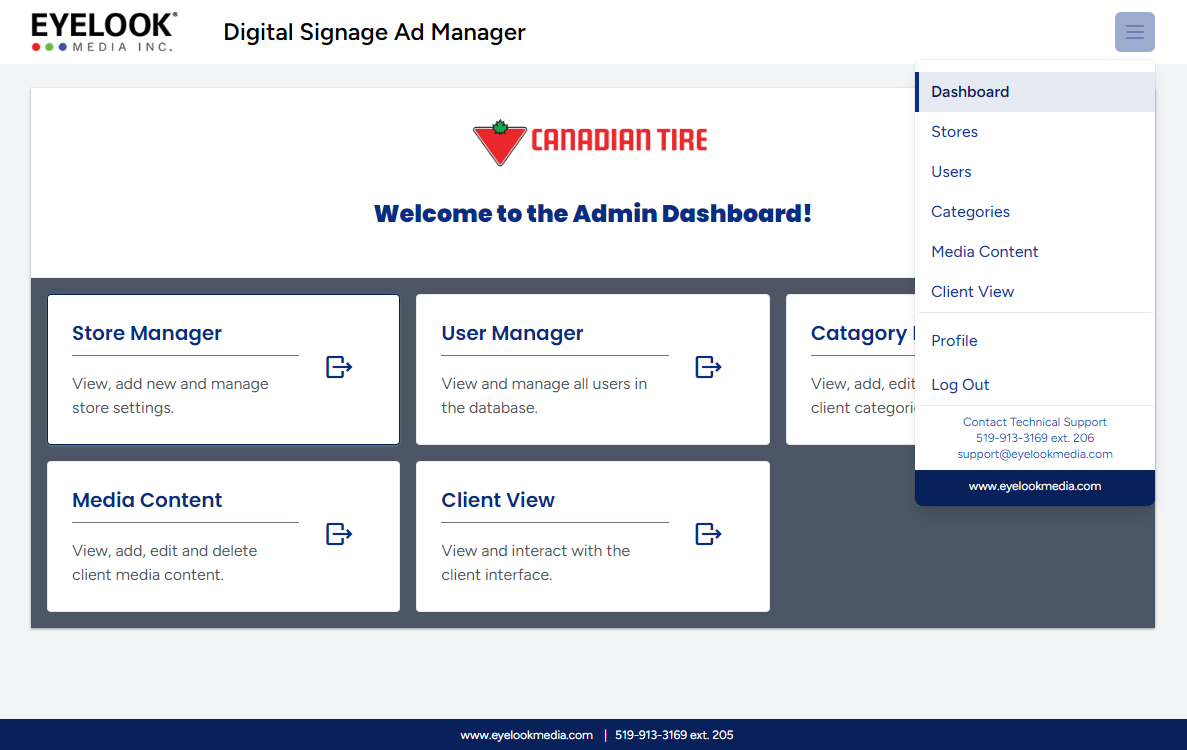 EYELOOK®
MEDIA INC.
Digital Signage Ad Manager
CANADIAN TIRE
Welcome to the Admin Dashboard!
Store Manager
View, add new and manage
store settings.
User Manager
View and manage all users in
the database.
Catagory
View, add, edit
client
Media Content
View, add, edit and delete
client media content.
Client View
View and interact with the
client interface.
Dashboard
Stores
Users
Categories
Media Content
Client View
Profile
Log Out
Contact Technical Support
519-913-3169 ext. 206
support@eyelookmedia.com
www.eyelookmedia.com
www.eyelookmedia.com | 519-913-3169 ext. 205